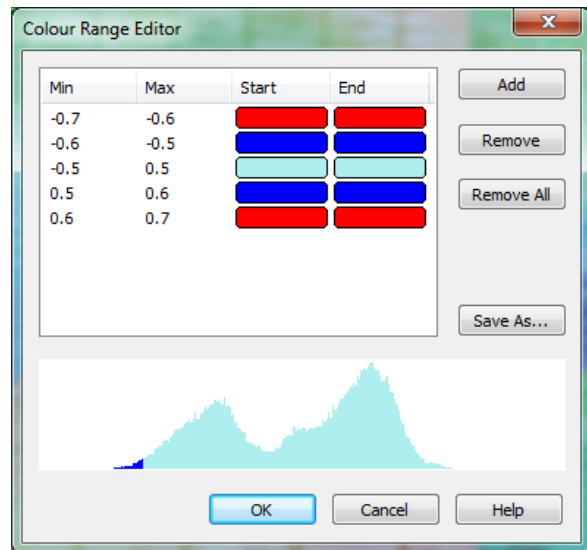 Colour Range Editor
Min Max Start End
-0.7 -0.6
-0.6 -0.5
-0.5 0.5
0.5 0.6
0.6 0.7
Add
Remove
Remove All
Save As...
OK Cancel Help